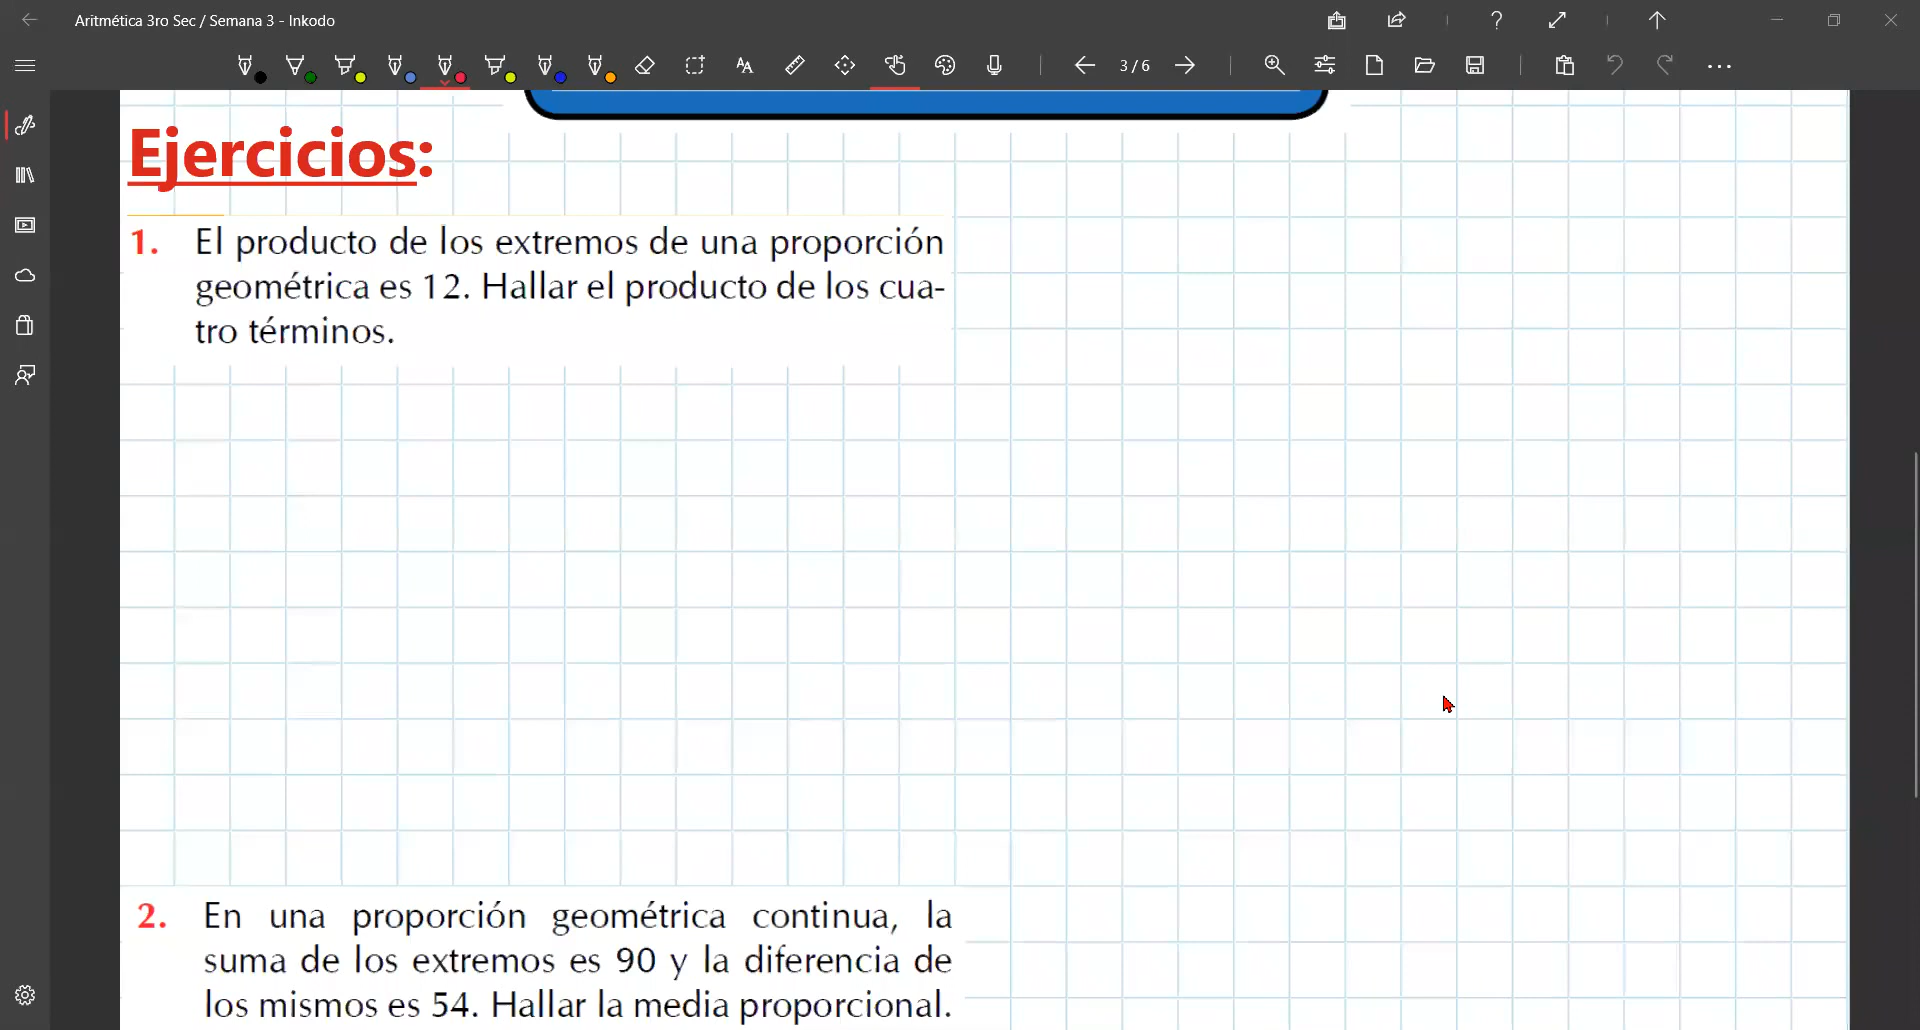 Aritmética 3ro Sec / Semana 3 - Inkodo
3 / 6
Ejercicios:
1. El producto de los extremos de una proporción
geométrica es 12. Hallar el producto de los cua-
tro términos.
2. En una proporción geométrica continua, la
suma de los extremos es 90 y la diferencia de
los mismos es 54. Hallar la media proporcional.